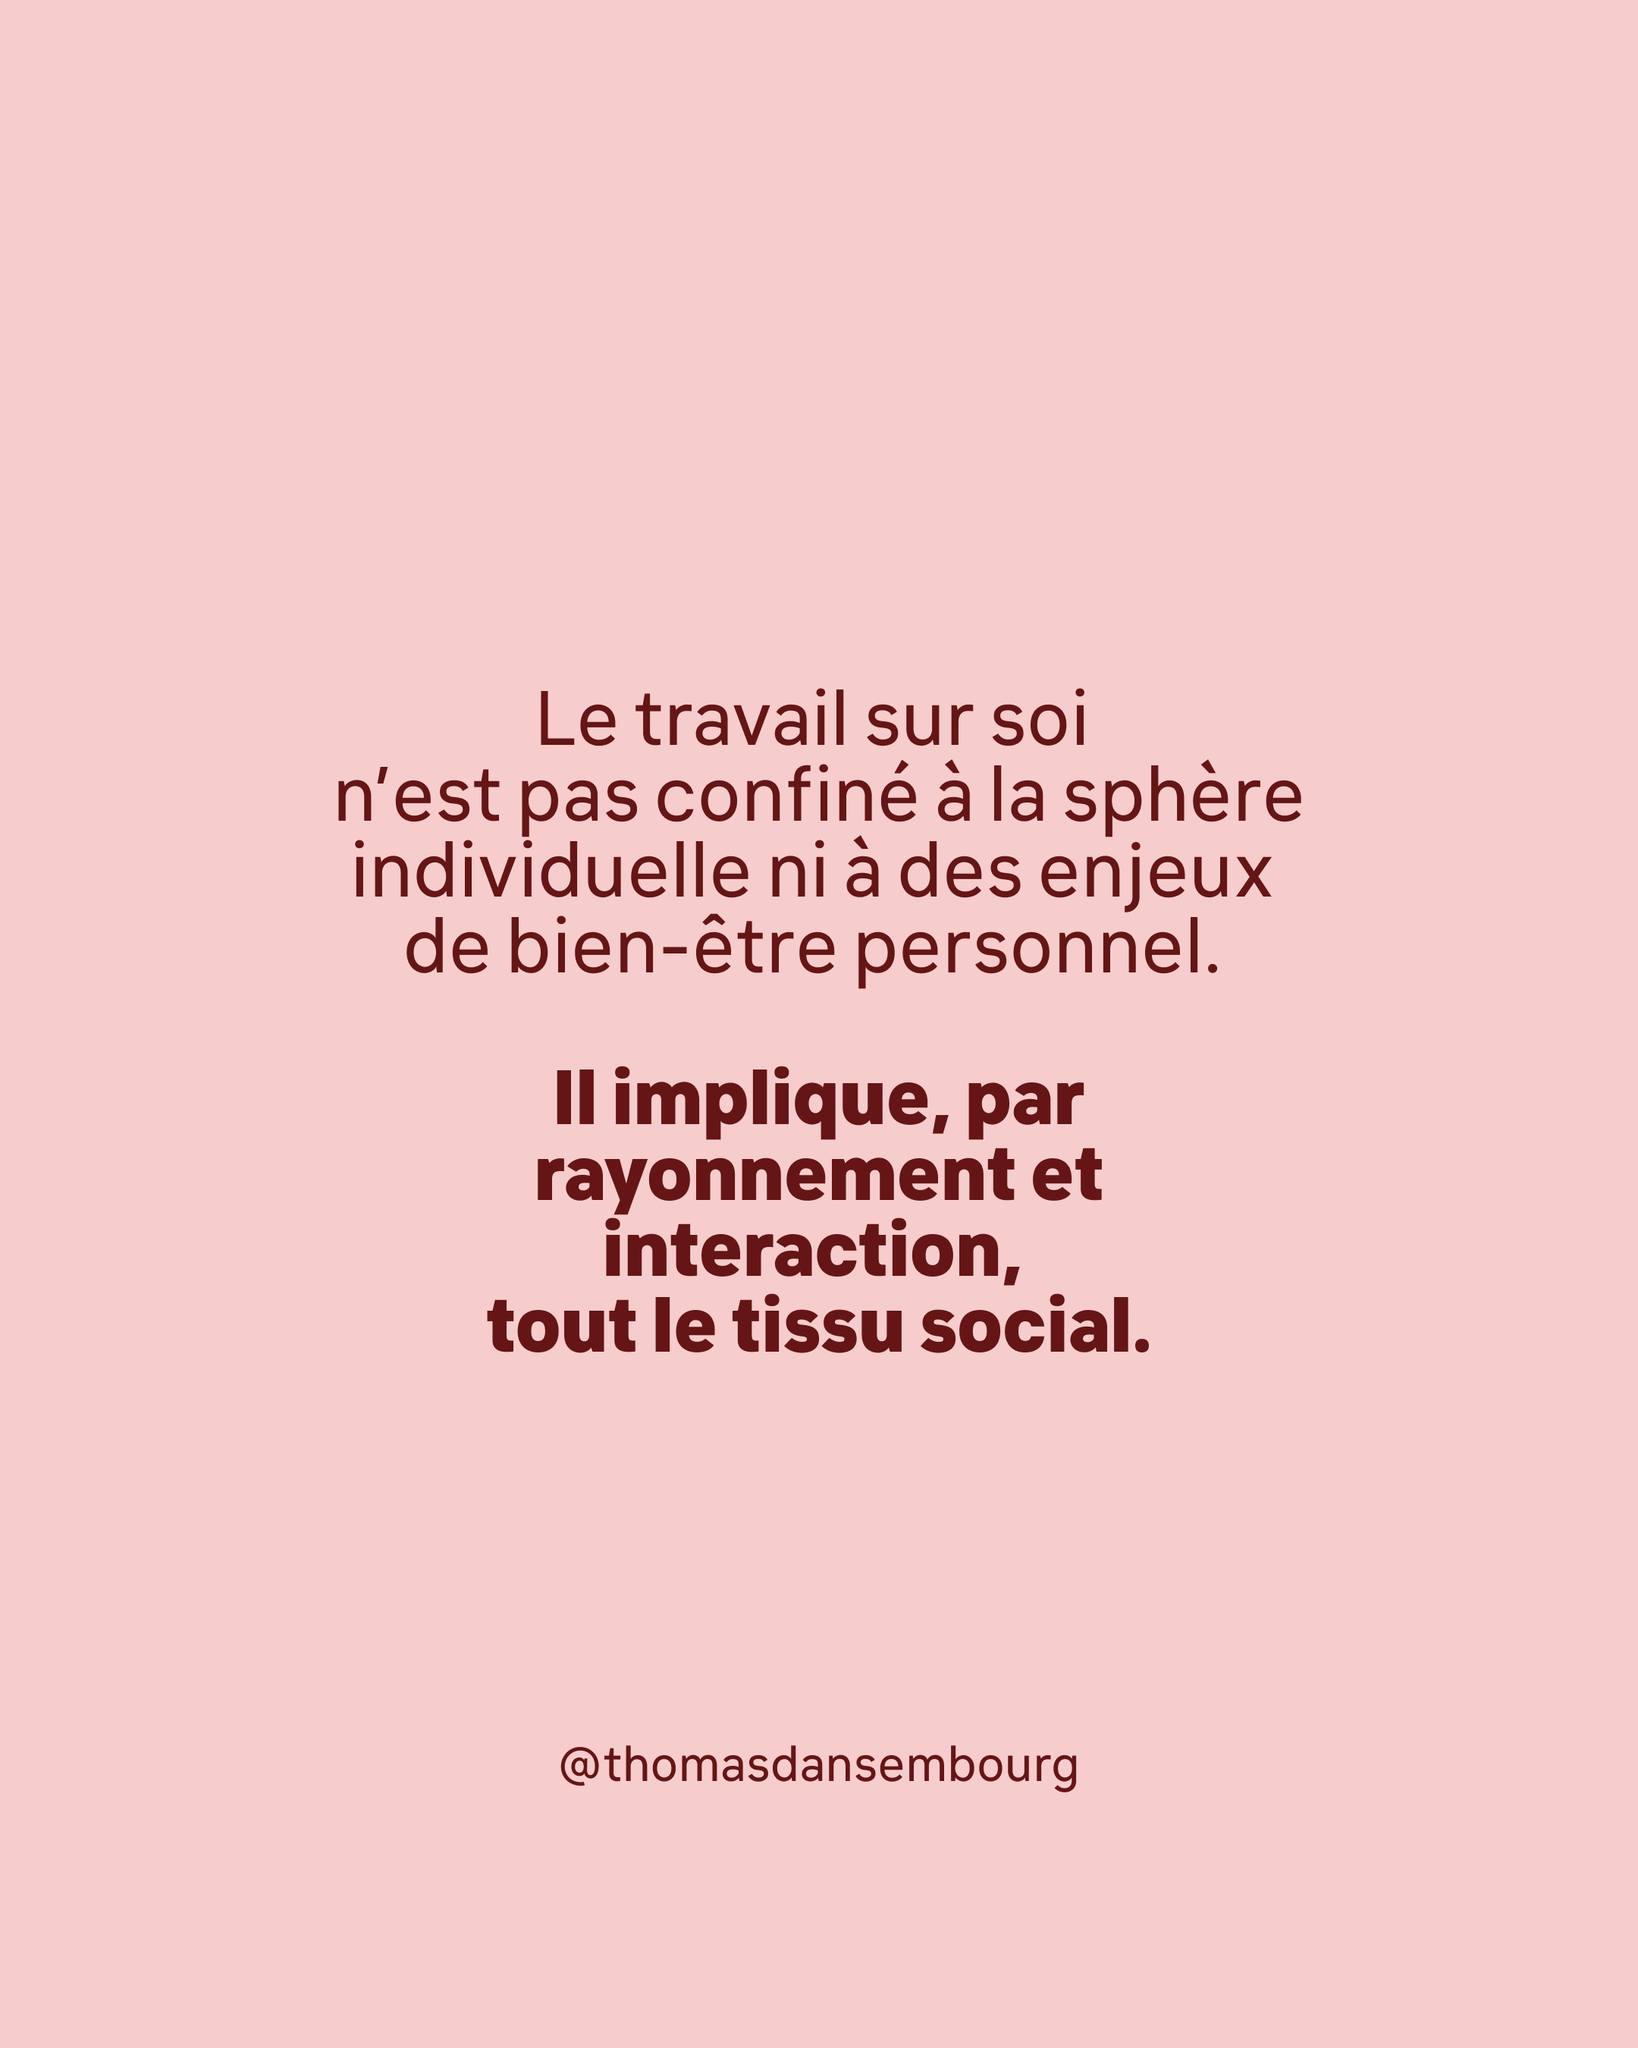 Le travail sur soi
n’est pas confiné à la sphère
individuelle ni à des enjeux
de bien-être personnel.
Il implique, par
rayonnement et
interaction,
tout le tissu social.
@thomasdansembourg